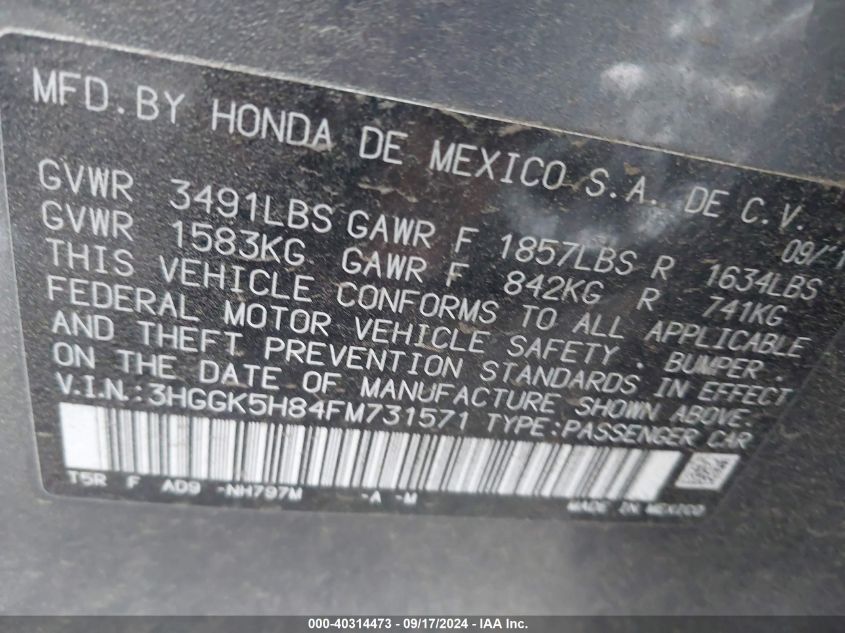 MFD. BY HONDA DE MEXICO S.A. DE C.V.
GVWR 3491LBS GAWR F 1857LBS R 1634LBS
GVWR 1583KG GAWR F 842KG R 741KG
THIS VEHICLE CONFORMS TO ALL APPLICABLE
FEDERAL MOTOR VEHICLE SAFETY, BUMPER,
AND THEFT PREVENTION STANDARDS IN EFFECT
ON THE DATE OF MANUFACTURE SHOWN ABOVE.
V.I.N.: 3HGGK5H84FM731571 TYPE: PASSENGER CAR
T5R F AD9 -NH797M -A -M
MADE IN MEXICO
000-40314473 - 09/17/2024 - IAA Inc.